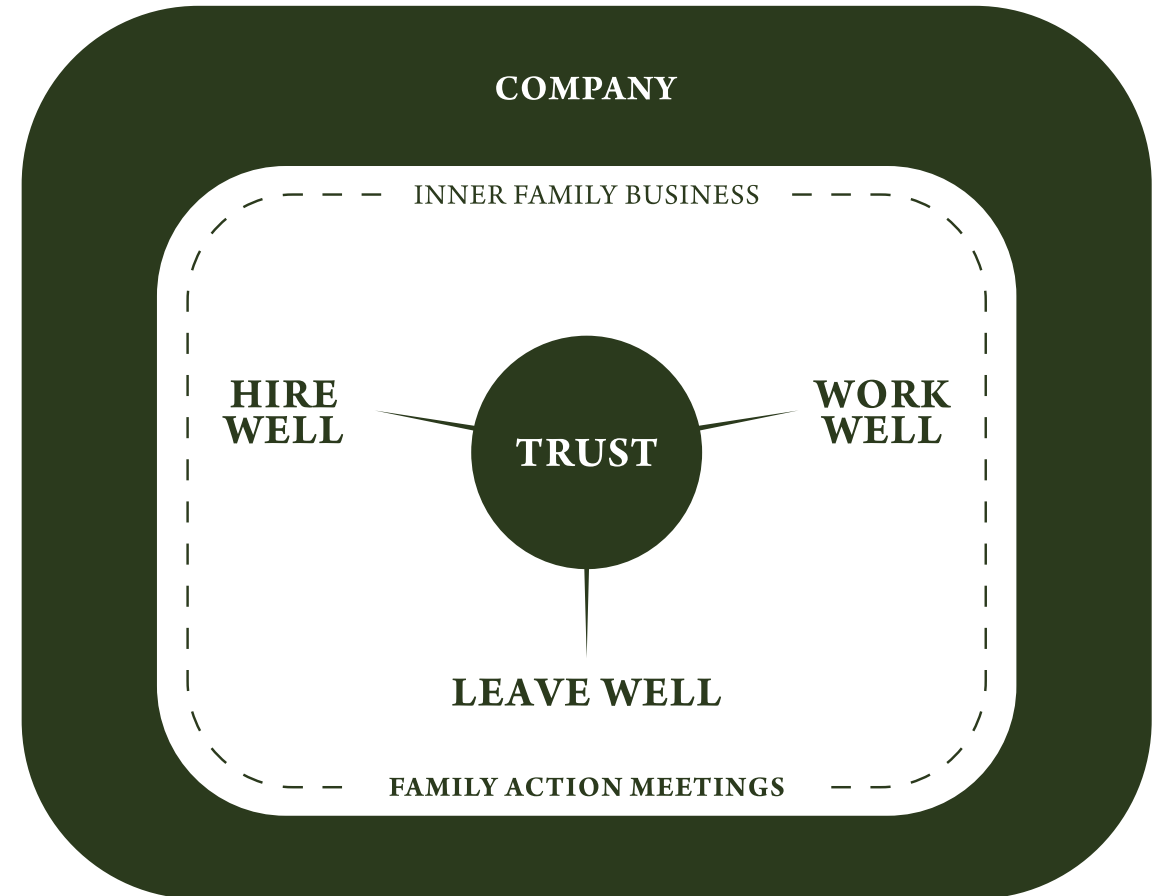 COMPANY
INNER FAMILY BUSINESS
HIRE
WELL
WORK
WELL
TRUST
LEAVE WELL
FAMILY ACTION MEETINGS